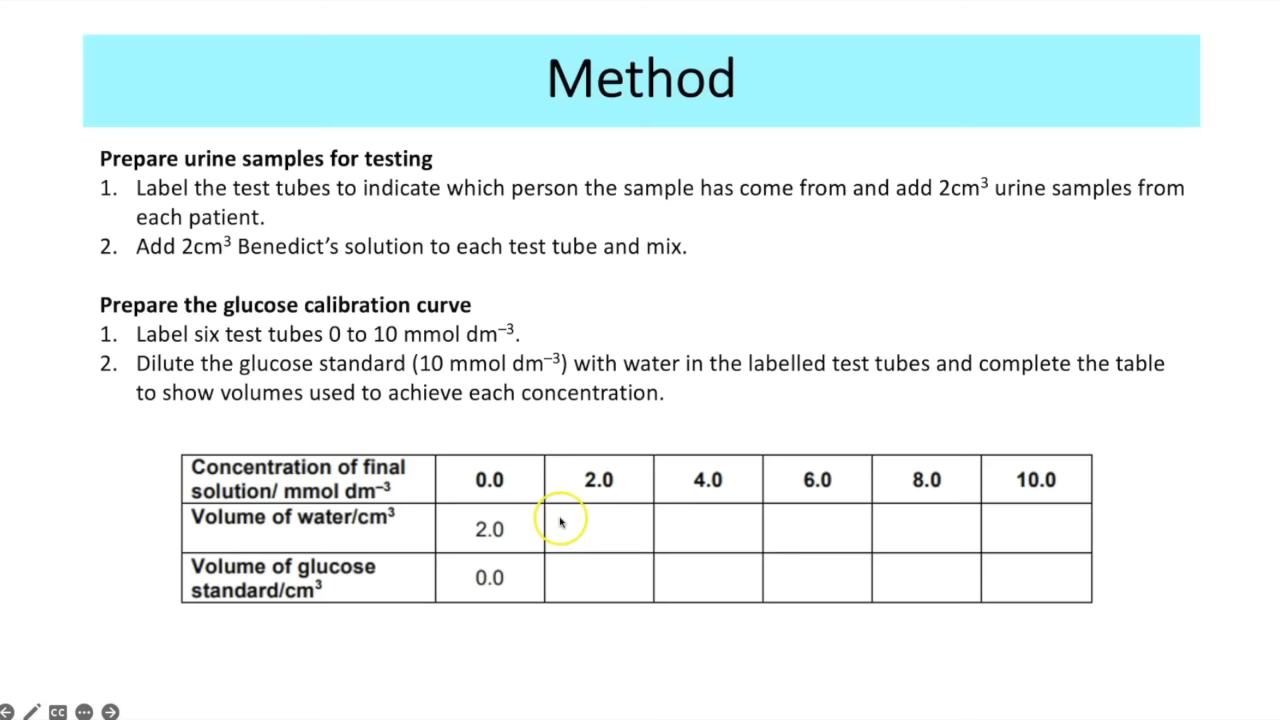 Method
Prepare urine samples for testing
1. Label the test tubes to indicate which person the sample has come from and add 2cm³ urine samples from
each patient.
2. Add 2cm³ Benedict’s solution to each test tube and mix.
Prepare the glucose calibration curve
1. Label six test tubes 0 to 10 mmol dm⁻³.
2. Dilute the glucose standard (10 mmol dm⁻³) with water in the labelled test tubes and complete the table
to show volumes used to achieve each concentration.
Concentration of final
solution/ mmol dm⁻³ 0.0 2.0 4.0 6.0 8.0 10.0
Volume of water/cm³ 2.0
Volume of glucose
standard/cm³ 0.0
CC